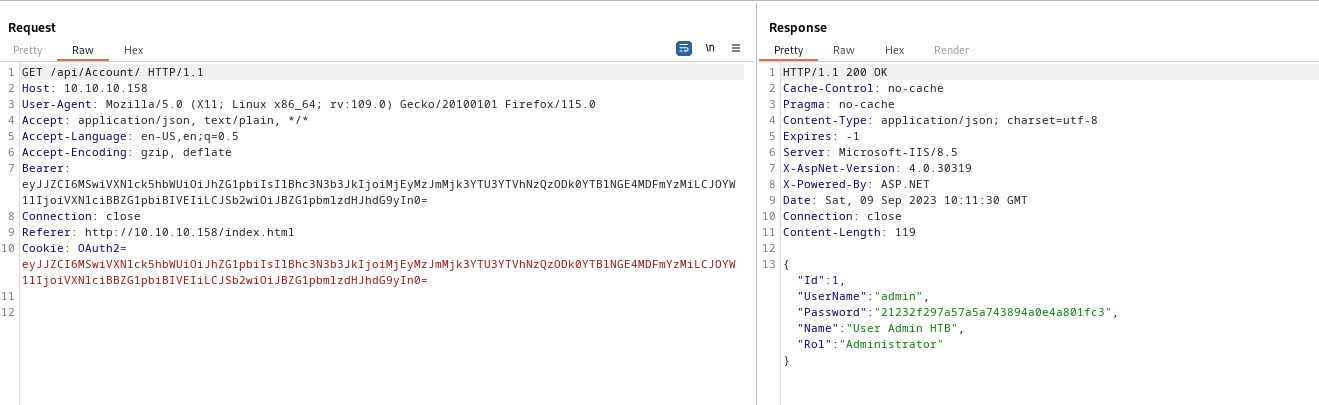 Request
Response
Pretty
Raw
Hex
\n
Pretty
Raw
Hex
Render
1 GET /api/Account/ HTTP/1.1
2 Host: 10.10.10.158
3 User-Agent: Mozilla/5.0 (X11; Linux x86_64; rv:109.0) Gecko/20100101 Firefox/115.0
4 Accept: application/json, text/plain, */*
5 Accept-Language: en-US,en;q=0.5
6 Accept-Encoding: gzip, deflate
7 Bearer:
eyJJZCI6MSwiVXNlck5hbWUiOiJhZG1pbiIsIlBhc3N3b3JkIjoiMjEyMzJmMjk3YTU3YTVhNzQzODk0YTBlNGE4MDFmYzMiLCJOYW
1lIjoiVXNlciBBZG1pbiBIVEIiLCJSb2wiOiJBZG1pbmlzdHJhdG9yIn0=
8 Connection: close
9 Referer: http://10.10.10.158/index.html
10 Cookie: OAuth2=
eyJJZCI6MSwiVXNlck5hbWUiOiJhZG1pbiIsIlBhc3N3b3JkIjoiMjEyMzJmMjk3YTU3YTVhNzQzODk0YTBlNGE4MDFmYzMiLCJOYW
1lIjoiVXNlciBBZG1pbiBIVEIiLCJSb2wiOiJBZG1pbmlzdHJhdG9yIn0=
11
12
1 HTTP/1.1 200 OK
2 Cache-Control: no-cache
3 Pragma: no-cache
4 Content-Type: application/json; charset=utf-8
5 Expires: -1
6 Server: Microsoft-IIS/8.5
7 X-AspNet-Version: 4.0.30319
8 X-Powered-By: ASP.NET
9 Date: Sat, 09 Sep 2023 10:11:30 GMT
10 Connection: close
11 Content-Length: 119
12
13 {
"Id":1,
"UserName":"admin",
"Password":"21232f297a57a5a743894a0e4a801fc3",
"Name":"User Admin HTB",
"Rol":"Administrator"
}